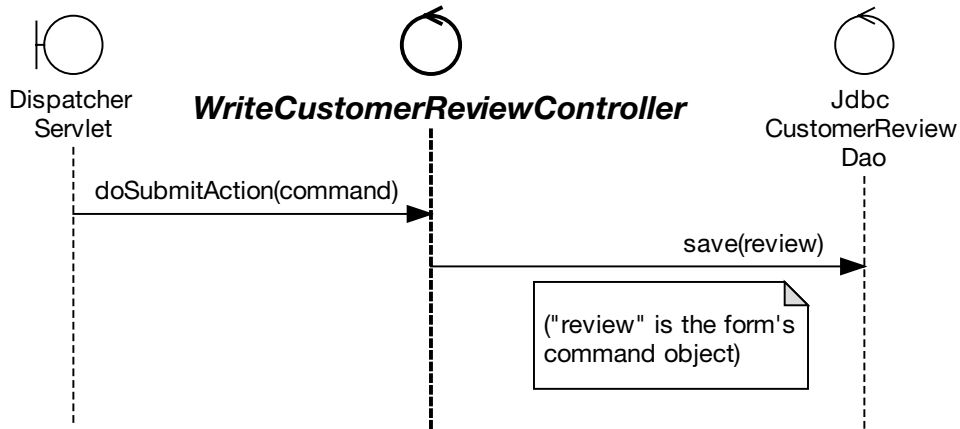 Dispatcher
Servlet
WriteCustomerReviewController
Jdbc
CustomerReview
Dao
doSubmitAction(command)
save(review)
("review" is the form's
command object)